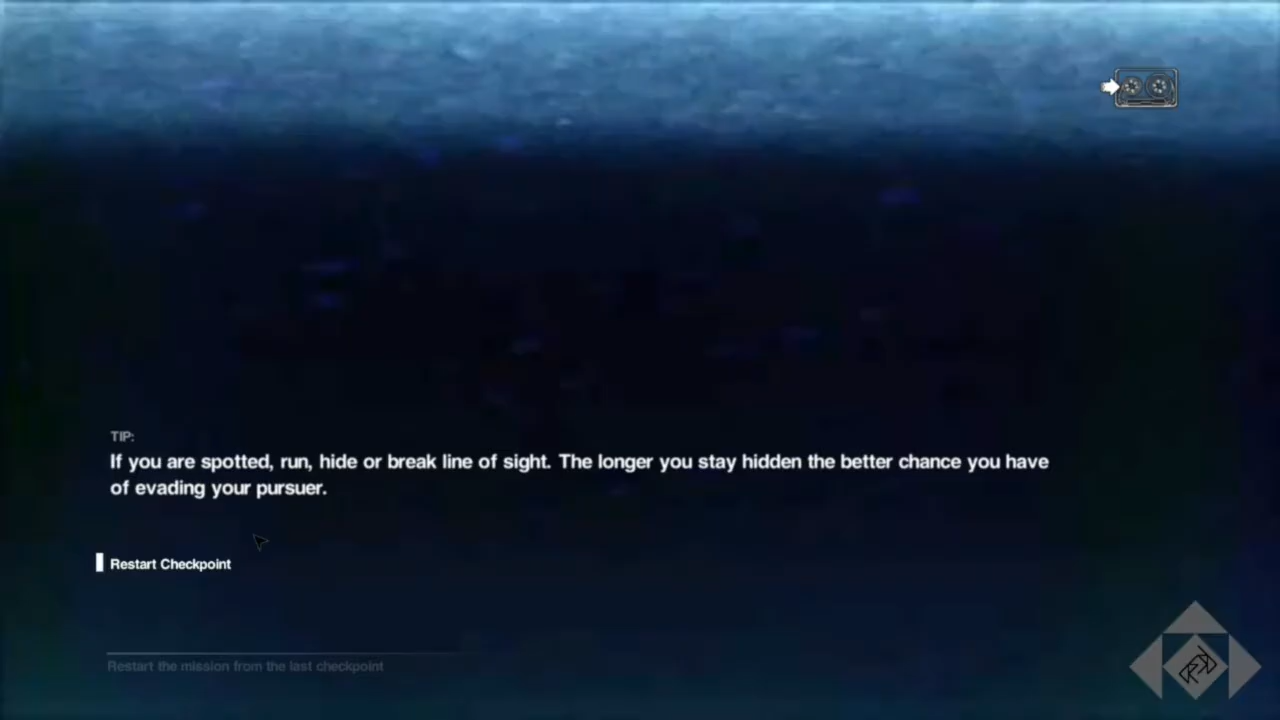 TIP:
If you are spotted, run, hide or break line of sight. The longer you stay hidden the better chance you have
of evading your pursuer.
Restart Checkpoint
Restart the mission from the last checkpoint